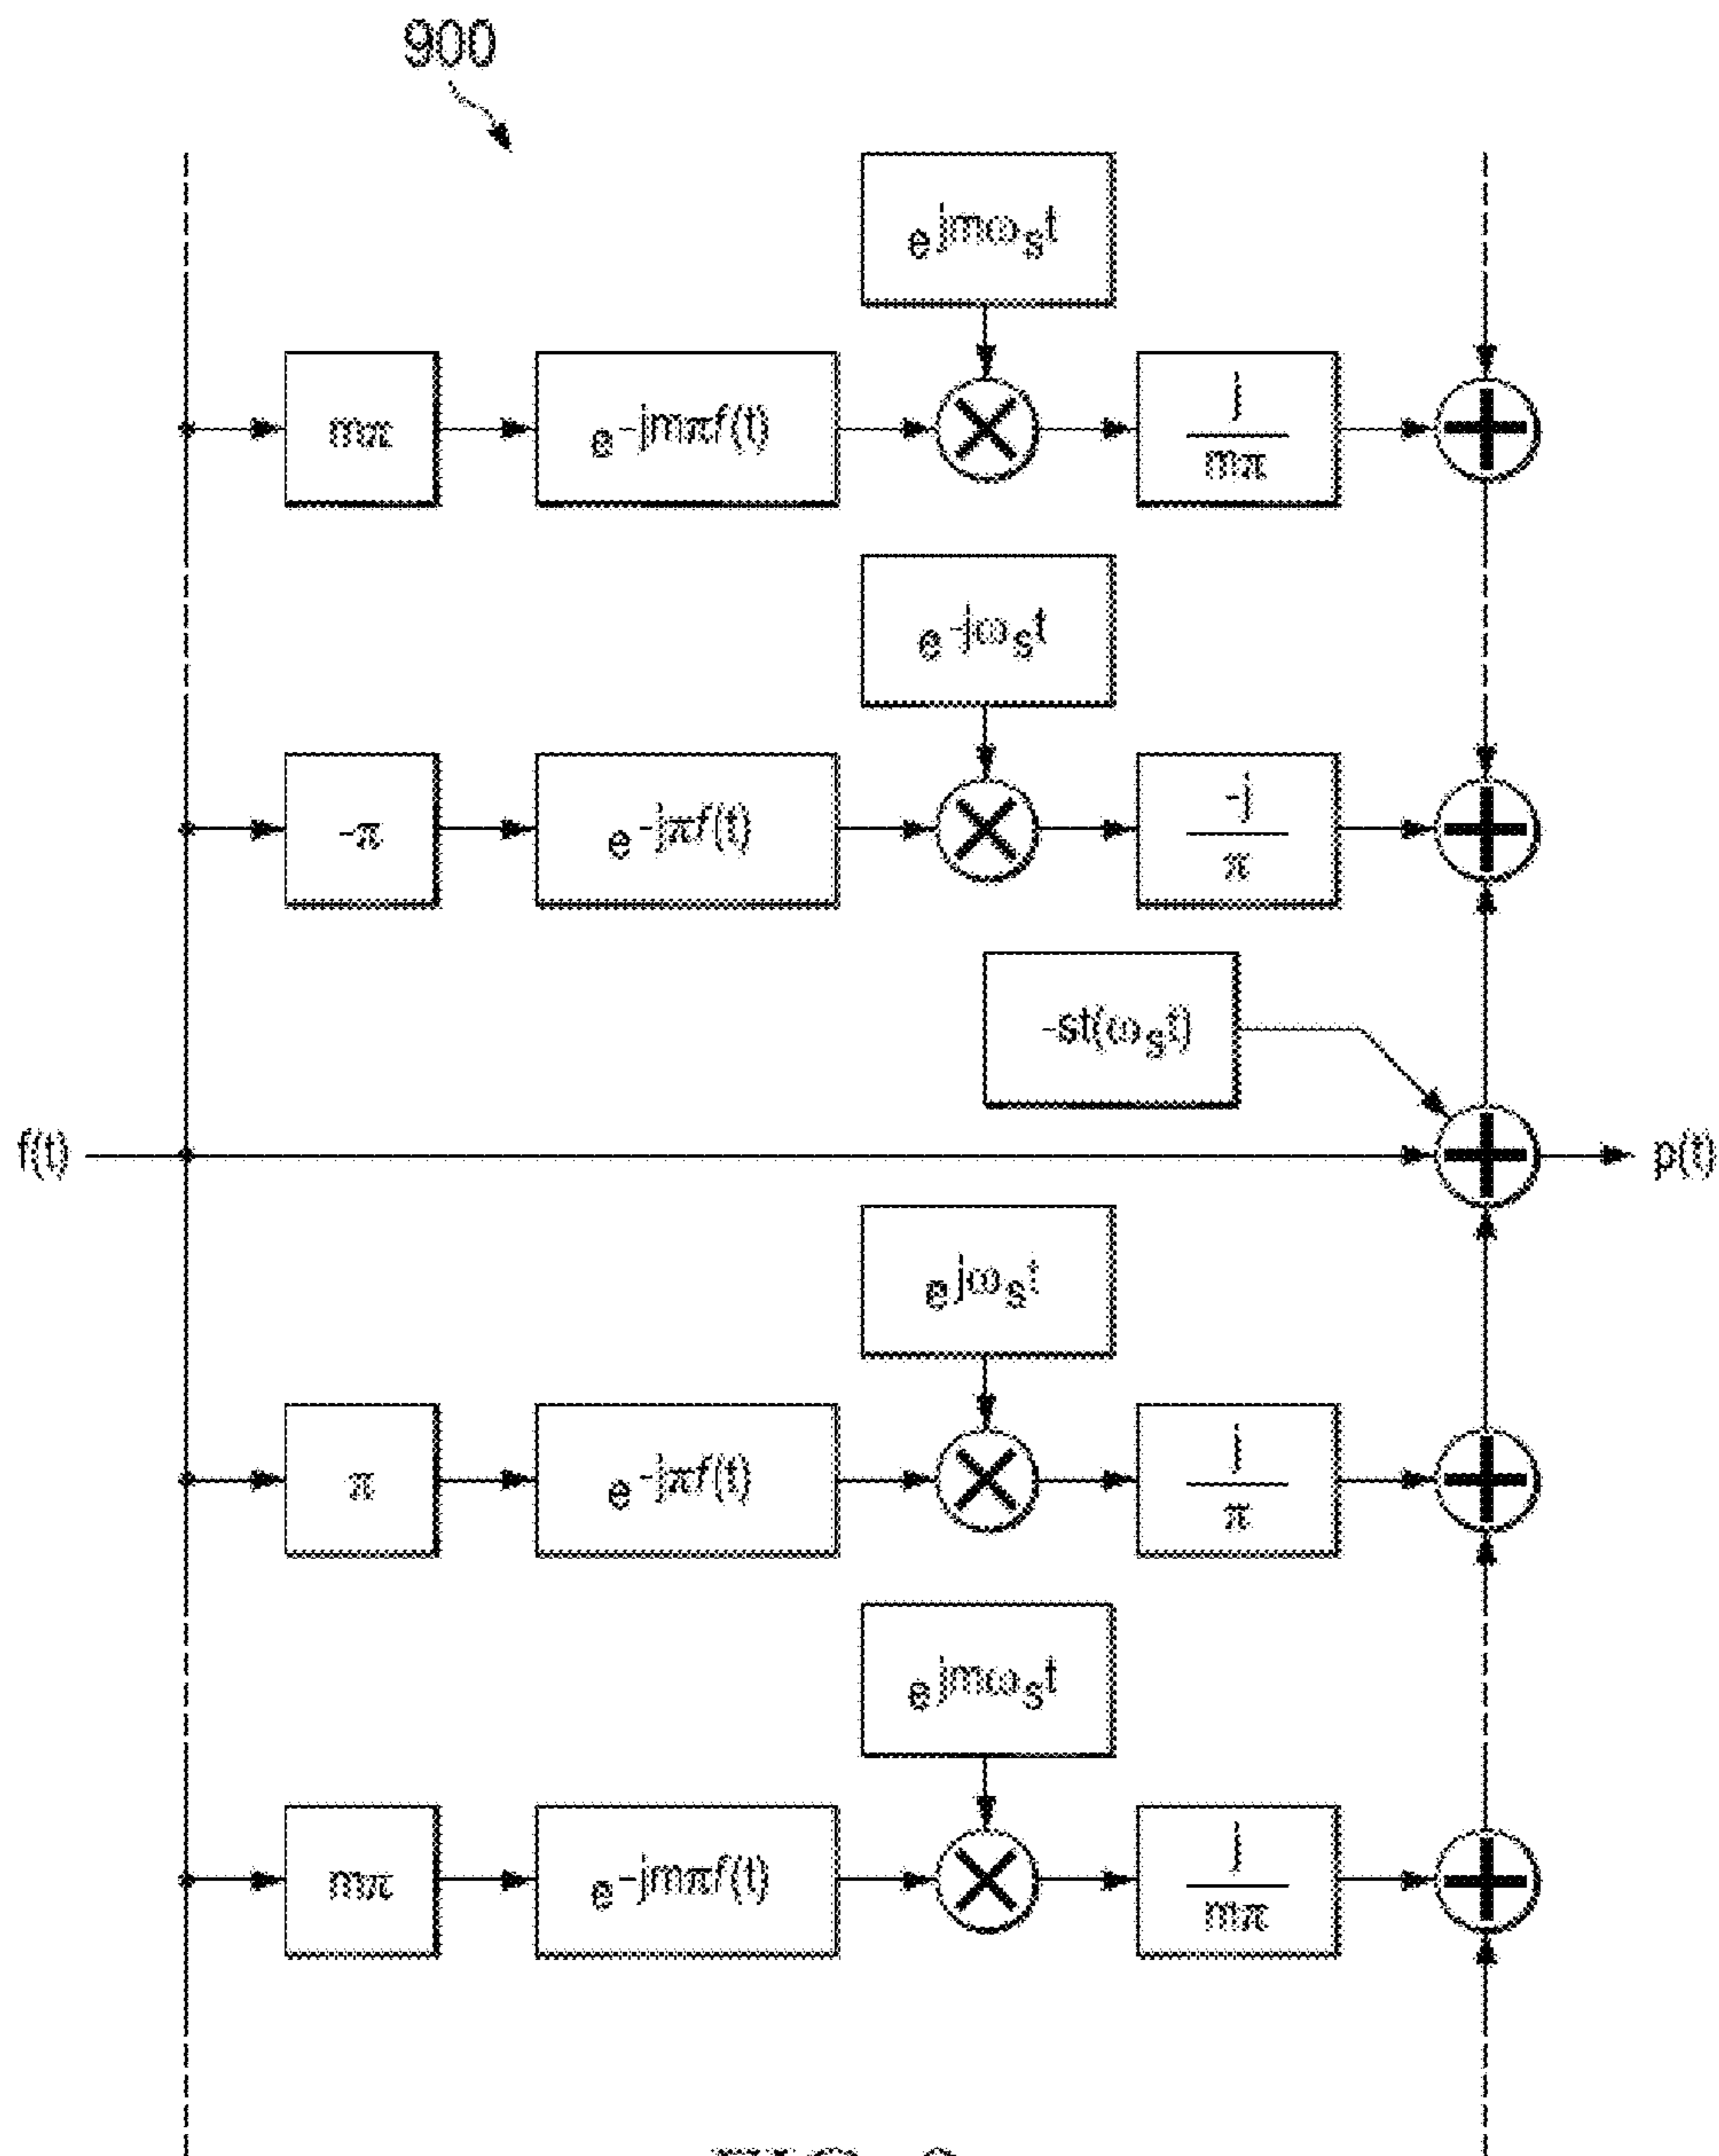 900
e^{jmω_s t}
mπ
e^{-jmπf(t)}
j
mπ
e^{-jω_s t}
-π
e^{-jπf(t)}
-j
π
-st(ω_s t)
f(t)
p(t)
e^{jω_s t}
π
e^{-jπf(t)}
j
π
e^{jmω_s t}
mπ
e^{-jmπf(t)}
j
mπ